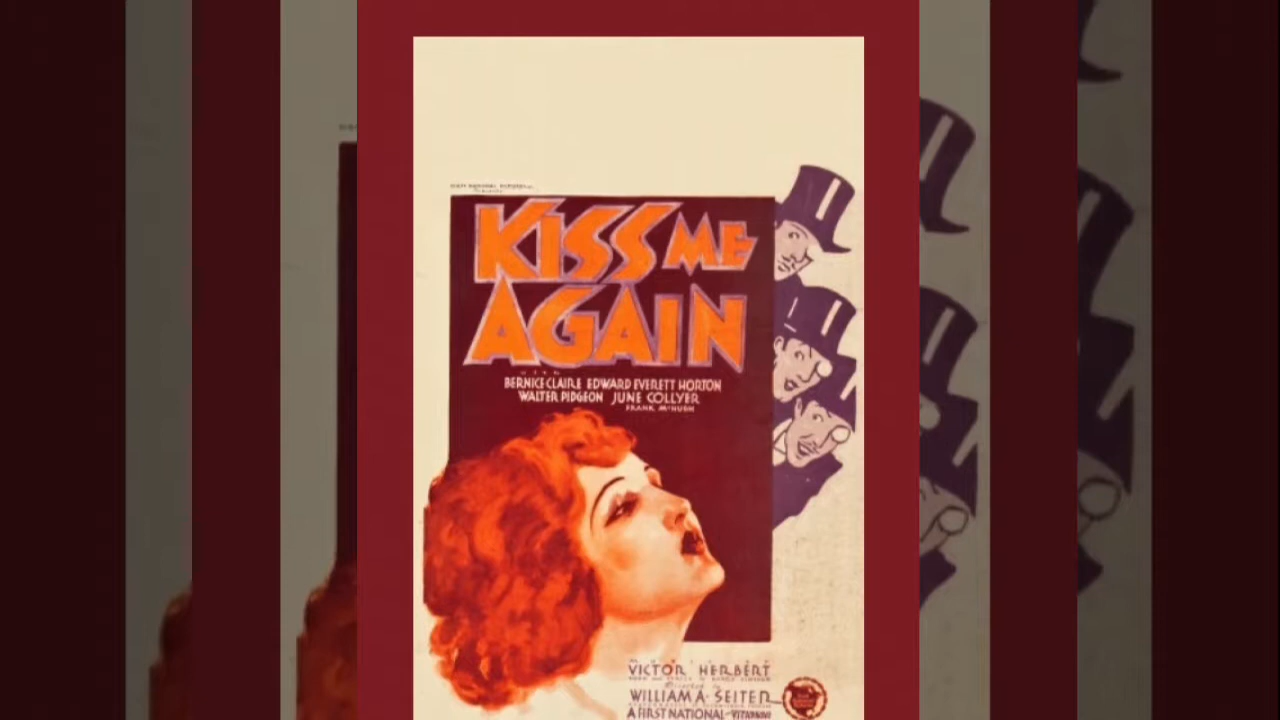 KISS ME
AGAIN
WITH
BERNICE CLAIRE EDWARD EVERETT HORTON
WALTER PIDGEON JUNE COLLYER
FRANK McHUGH
VICTOR HERBERT
WILLIAM A. SEITER
A FIRST NATIONAL